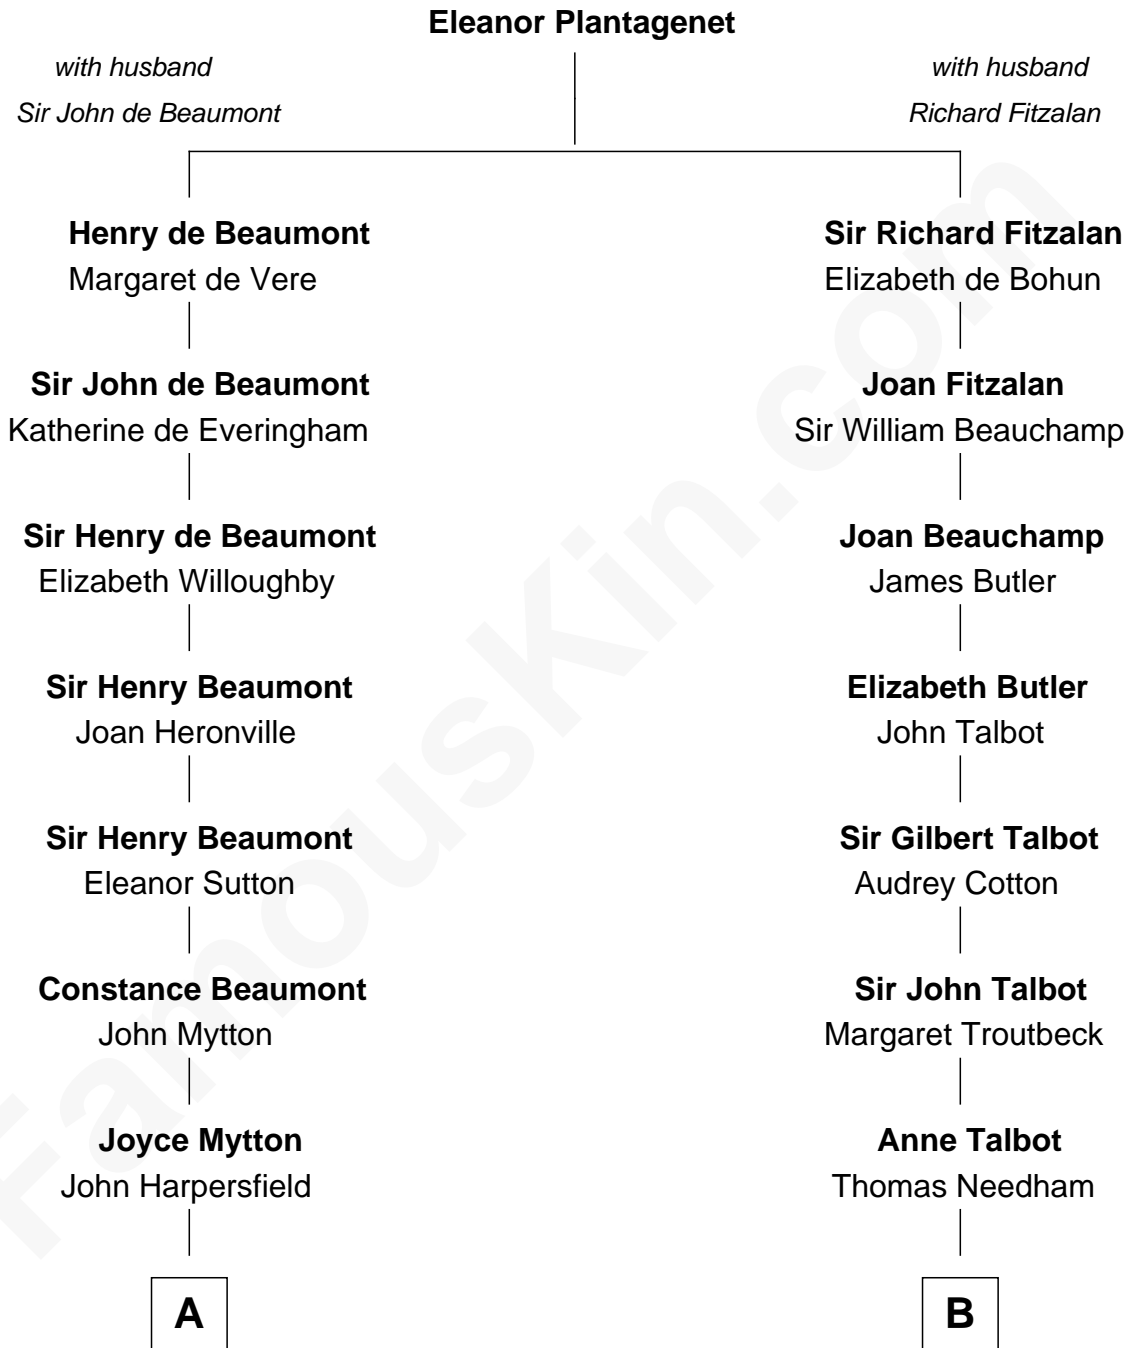 Eleanor Plantagenet
with husband
Sir John de Beaumont
with husband
Richard Fitzalan
Henry de Beaumont
Margaret de Vere
Sir Richard Fitzalan
Elizabeth de Bohun
Sir John de Beaumont
Katherine de Everingham
Joan Fitzalan
Sir William Beauchamp
Sir Henry de Beaumont
Elizabeth Willoughby
Joan Beauchamp
James Butler
Sir Henry Beaumont
Joan Heronville
Elizabeth Butler
John Talbot
Sir Henry Beaumont
Eleanor Sutton
Sir Gilbert Talbot
Audrey Cotton
Constance Beaumont
John Mytton
Sir John Talbot
Margaret Troutbeck
Joyce Mytton
John Harpersfield
Anne Talbot
Thomas Needham
A
B
FamousKin.com